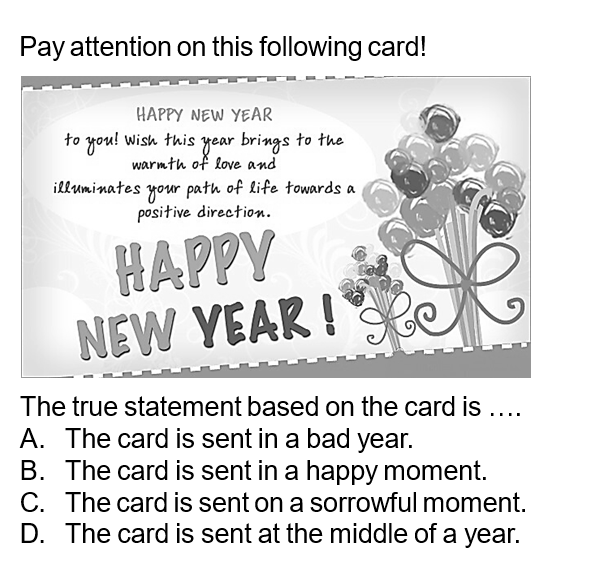 Pay attention on this following card!
HAPPY NEW YEAR
to you! Wish this year brings to the
warmth of love and
illuminates your path of life towards a
positive direction.
HAPPY
NEW YEAR!
The true statement based on the card is ….
A. The card is sent in a bad year.
B. The card is sent in a happy moment.
C. The card is sent on a sorrowful moment.
D. The card is sent at the middle of a year.